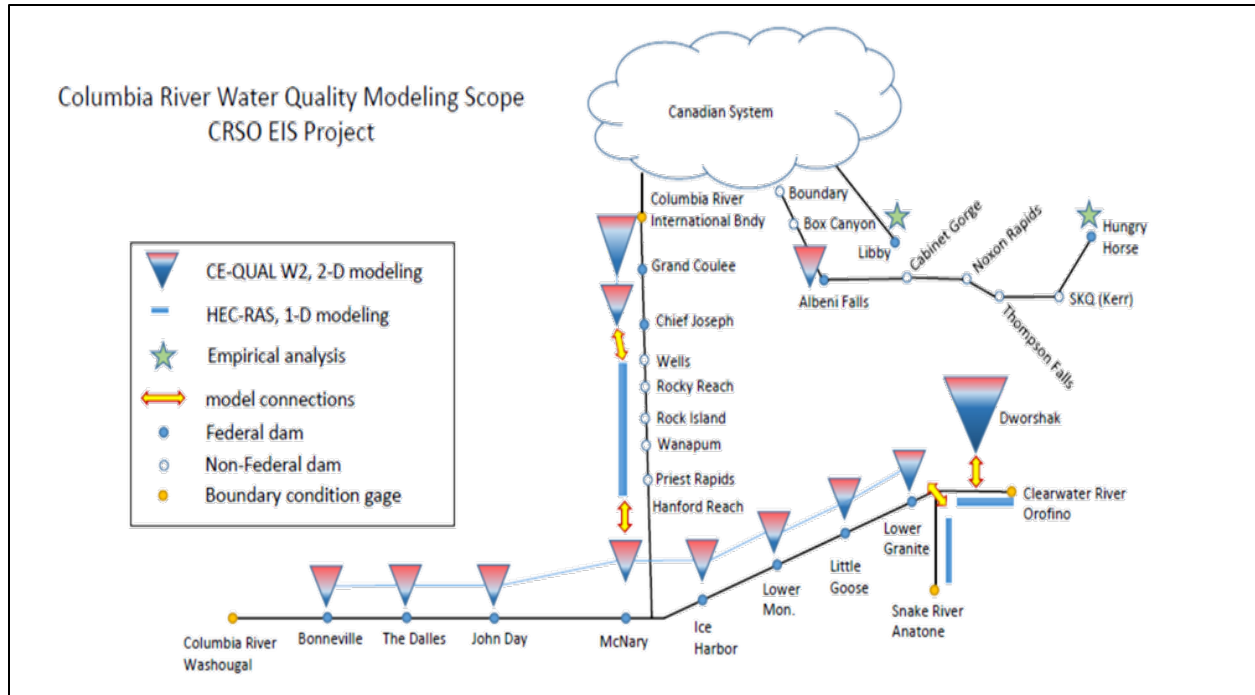 Columbia River Water Quality Modeling Scope
CRSO EIS Project
Canadian System
CE-QUAL W2, 2-D modeling
HEC-RAS, 1-D modeling
Empirical analysis
model connections
Federal dam
Non-Federal dam
Boundary condition gage
Columbia River
International Bndy
Grand Coulee
Chief Joseph
Wells
Rocky Reach
Rock Island
Wanapum
Priest Rapids
Hanford Reach
Boundary
Box Canyon
Albeni Falls
Libby
Cabinet Gorge
Noxon Rapids
Thompson Falls
SKQ (Kerr)
Hungry
Horse
Dworshak
Clearwater River
Orofino
Lower
Granite
Snake River
Anatone
Little
Goose
Lower
Mon.
Ice
Harbor
McNary
John Day
The Dalles
Bonneville
Columbia River
Washougal